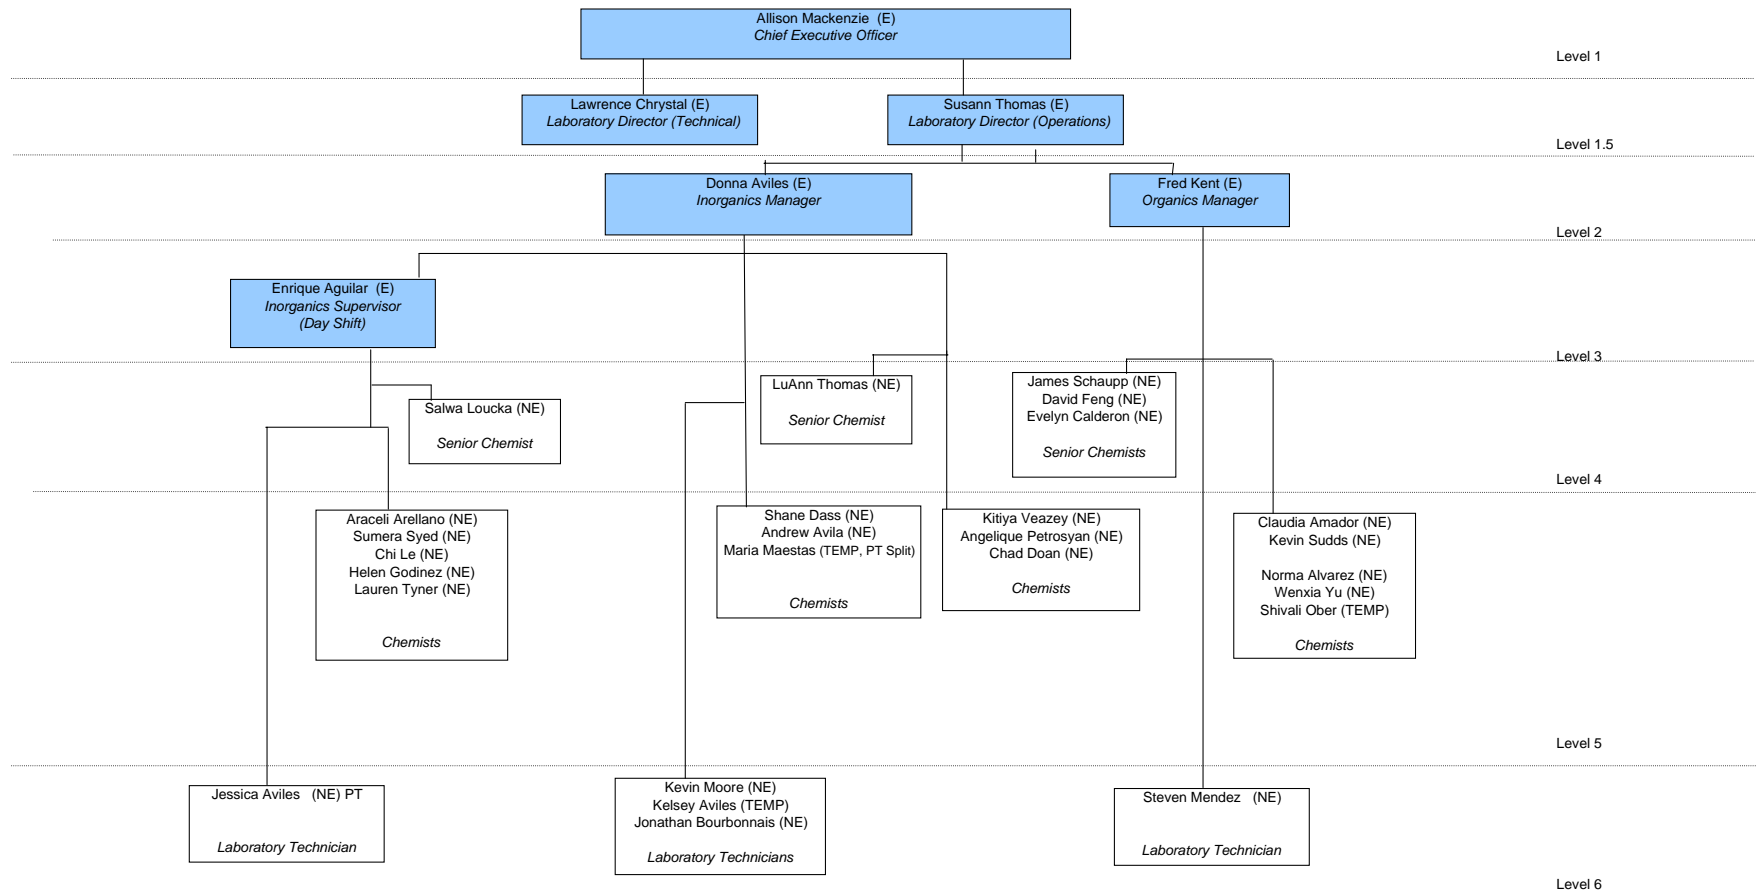 Allison Mackenzie (E)
Chief Executive Officer
Level 1
Lawrence Chrystal (E)
Laboratory Director (Technical)
Susann Thomas (E)
Laboratory Director (Operations)
Level 1.5
Donna Aviles (E)
Inorganics Manager
Fred Kent (E)
Organics Manager
Level 2
Enrique Aguilar (E)
Inorganics Supervisor
(Day Shift)
Level 3
Salwa Loucka (NE)
Senior Chemist
LuAnn Thomas (NE)
Senior Chemist
James Schaupp (NE)
David Feng (NE)
Evelyn Calderon (NE)
Senior Chemists
Level 4
Araceli Arellano (NE)
Sumera Syed (NE)
Chi Le (NE)
Helen Godinez (NE)
Lauren Tyner (NE)
Chemists
Shane Dass (NE)
Andrew Avila (NE)
Maria Maestas (TEMP, PT Split)
Chemists
Kitiya Veazey (NE)
Angelique Petrosyan (NE)
Chad Doan (NE)
Chemists
Claudia Amador (NE)
Kevin Sudds (NE)
Norma Alvarez (NE)
Wenxia Yu (NE)
Shivali Ober (TEMP)
Chemists
Level 5
Jessica Aviles (NE) PT
Laboratory Technician
Kevin Moore (NE)
Kelsey Aviles (TEMP)
Jonathan Bourbonnais (NE)
Laboratory Technicians
Steven Mendez (NE)
Laboratory Technician
Level 6